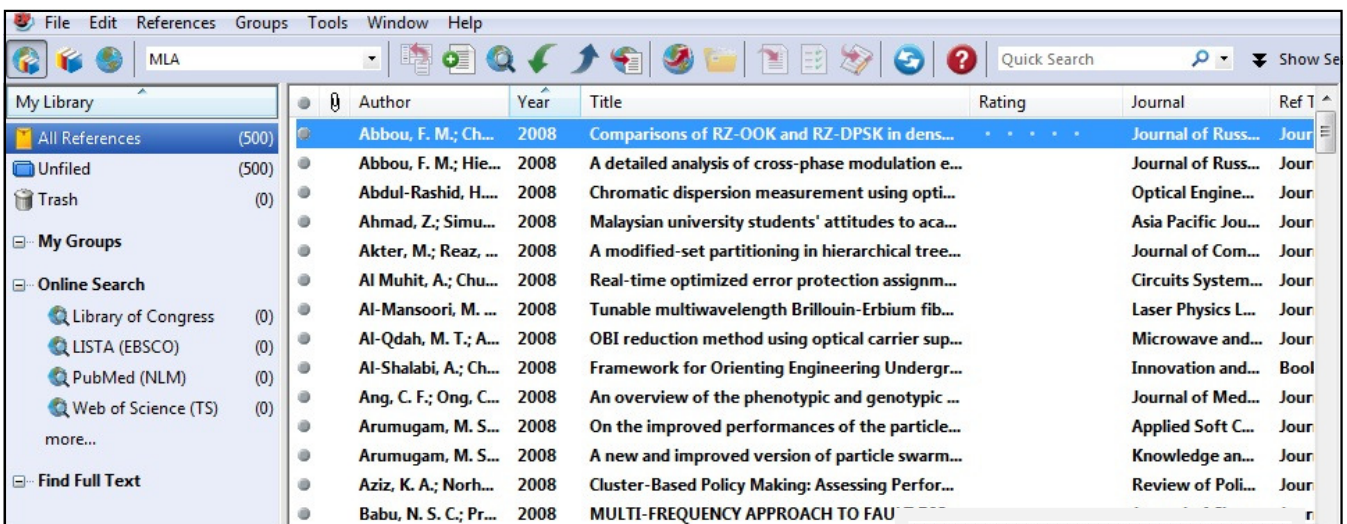 File Edit References Groups Tools Window Help
MLA Quick Search Show Se
My Library
All References (500)
Unfiled (500)
Trash (0)
My Groups
Online Search
Library of Congress (0)
LISTA (EBSCO) (0)
PubMed (NLM) (0)
Web of Science (TS) (0)
more...
Find Full Text
Author Year Title Rating Journal Ref T
Abbou, F. M.; Ch... 2008 Comparisons of RZ-OOK and RZ-DPSK in dens... Journal of Russ... Jour
Abbou, F. M.; Hie... 2008 A detailed analysis of cross-phase modulation e... Journal of Russ... Jour
Abdul-Rashid, H.... 2008 Chromatic dispersion measurement using opti... Optical Engine... Jour
Ahmad, Z.; Simu... 2008 Malaysian university students' attitudes to aca... Asia Pacific Jou... Jour
Akter, M.; Reaz, ... 2008 A modified-set partitioning in hierarchical tree... Journal of Com... Jour
Al Muhit, A.; Chu... 2008 Real-time optimized error protection assignm... Circuits System... Jour
Al-Mansoori, M. ... 2008 Tunable multiwavelength Brillouin-Erbium fib... Laser Physics L... Jour
Al-Qdah, M. T.; A... 2008 OBI reduction method using optical carrier sup... Microwave and... Jour
Al-Shalabi, A.; Ch... 2008 Framework for Orienting Engineering Undergr... Innovation and... Bool
Ang, C. F.; Ong, C... 2008 An overview of the phenotypic and genotypic ... Journal of Med... Jour
Arumugam, M. S... 2008 On the improved performances of the particle... Applied Soft C... Jour
Arumugam, M. S... 2008 A new and improved version of particle swarm... Knowledge an... Jour
Aziz, K. A.; Norh... 2008 Cluster-Based Policy Making: Assessing Perfor... Review of Poli... Jour
Babu, N. S. C.; Pr... 2008 MULTI-FREQUENCY APPROACH TO FAU